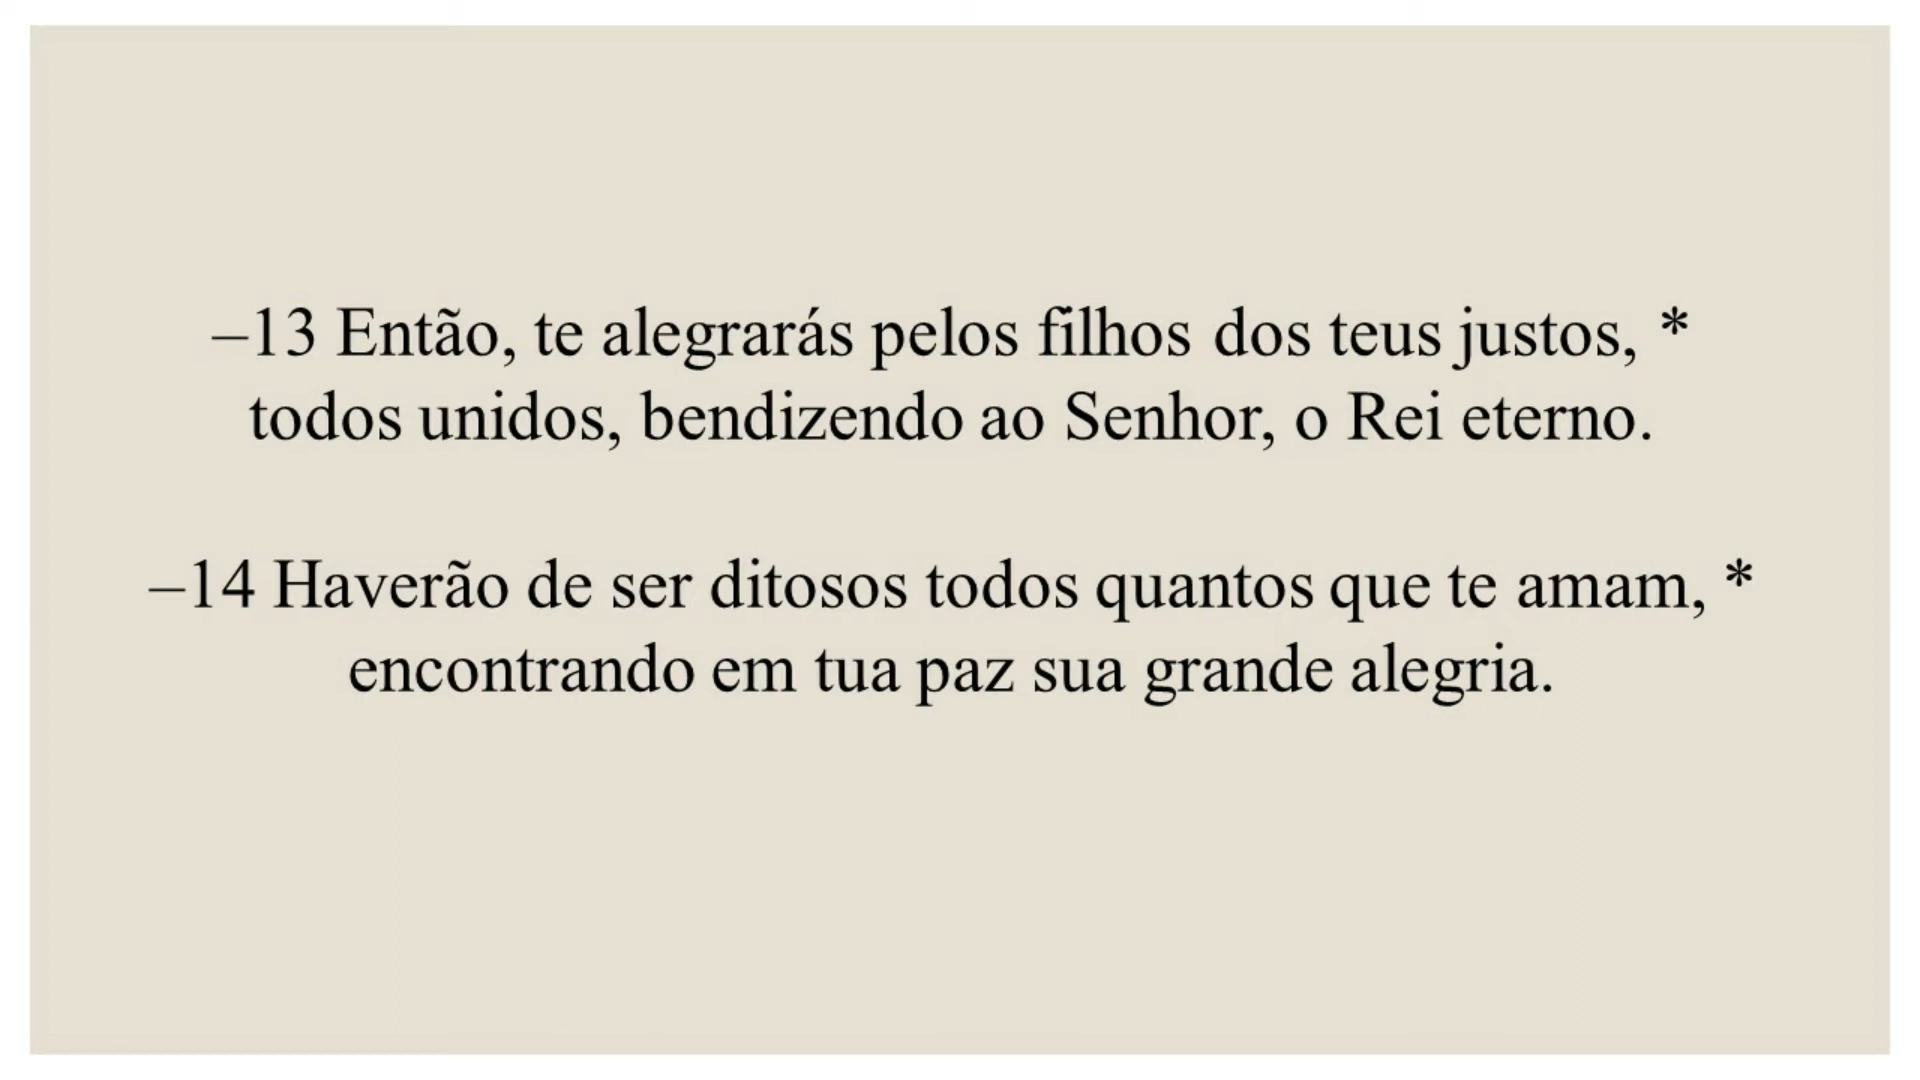 –13 Então, te alegrarás pelos filhos dos teus justos, *
todos unidos, bendizendo ao Senhor, o Rei eterno.
–14 Haverão de ser ditosos todos quantos que te amam, *
encontrando em tua paz sua grande alegria.